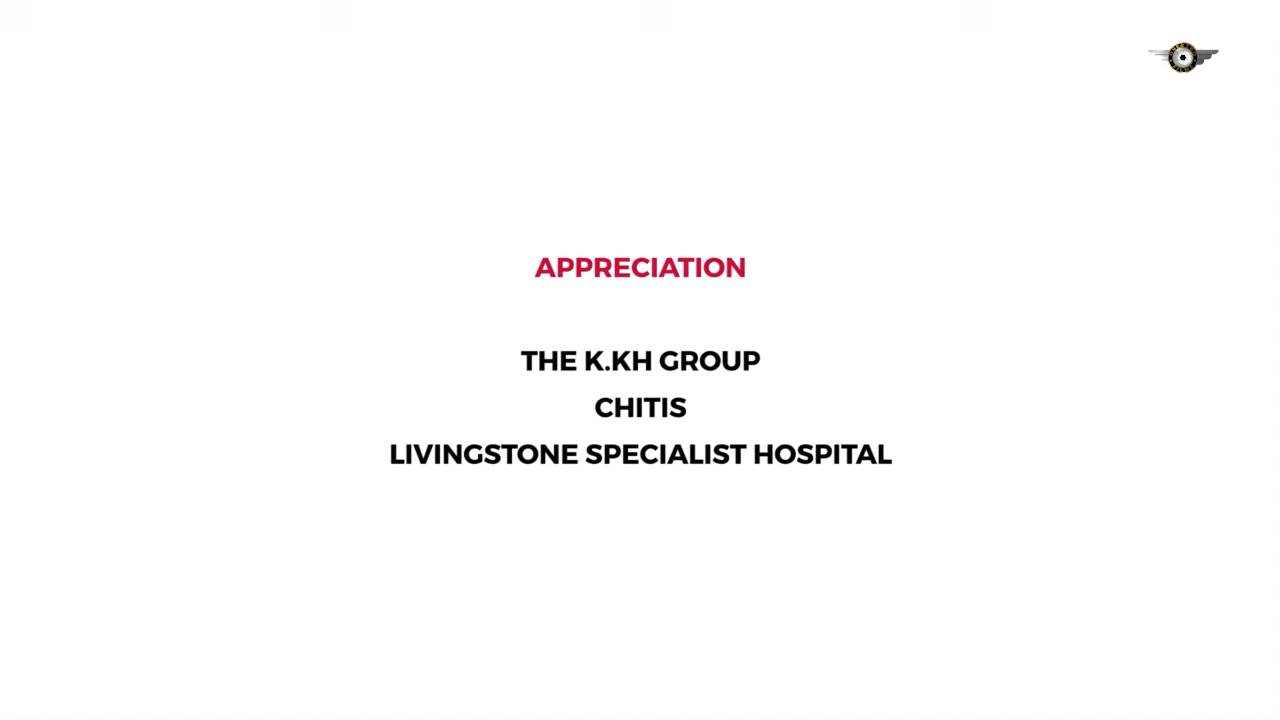 APPRECIATION
THE K.KH GROUP
CHITIS
LIVINGSTONE SPECIALIST HOSPITAL